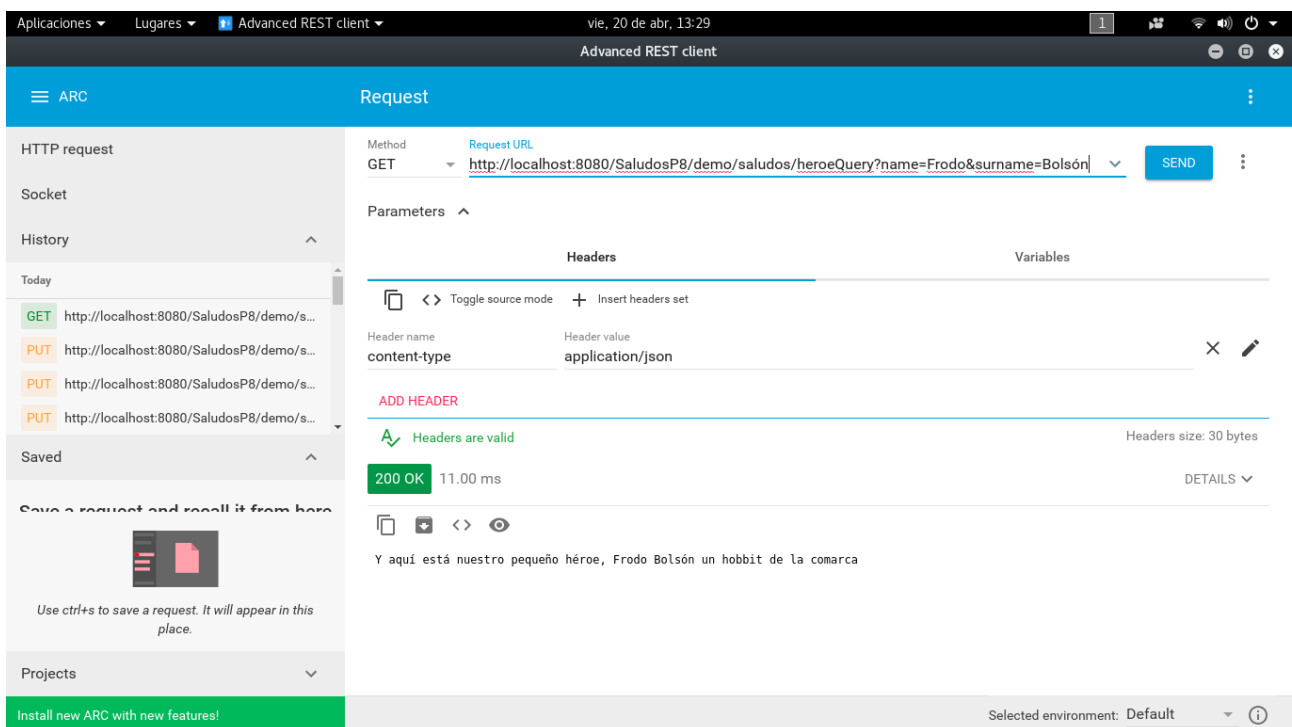 Aplicaciones Lugares Advanced REST client vie, 20 de abr, 13:29 1
Advanced REST client
ARC Request
HTTP request
Socket
History
Today
GET http://localhost:8080/SaludosP8/demo/s...
PUT http://localhost:8080/SaludosP8/demo/s...
PUT http://localhost:8080/SaludosP8/demo/s...
PUT http://localhost:8080/SaludosP8/demo/s...
Saved
Save a request and recall it from here
Use ctrl+s to save a request. It will appear in this
place.
Projects
Install new ARC with new features!
Method Request URL
GET http://localhost:8080/SaludosP8/demo/saludos/heroeQuery?name=Frodo&surname=Bolsón SEND
Parameters
Headers Variables
Toggle source mode Insert headers set
Header name Header value
content-type application/json
ADD HEADER
Headers are valid Headers size: 30 bytes
200 OK 11.00 ms DETAILS
Y aquí está nuestro pequeño héroe, Frodo Bolsón un hobbit de la comarca
Selected environment: Default